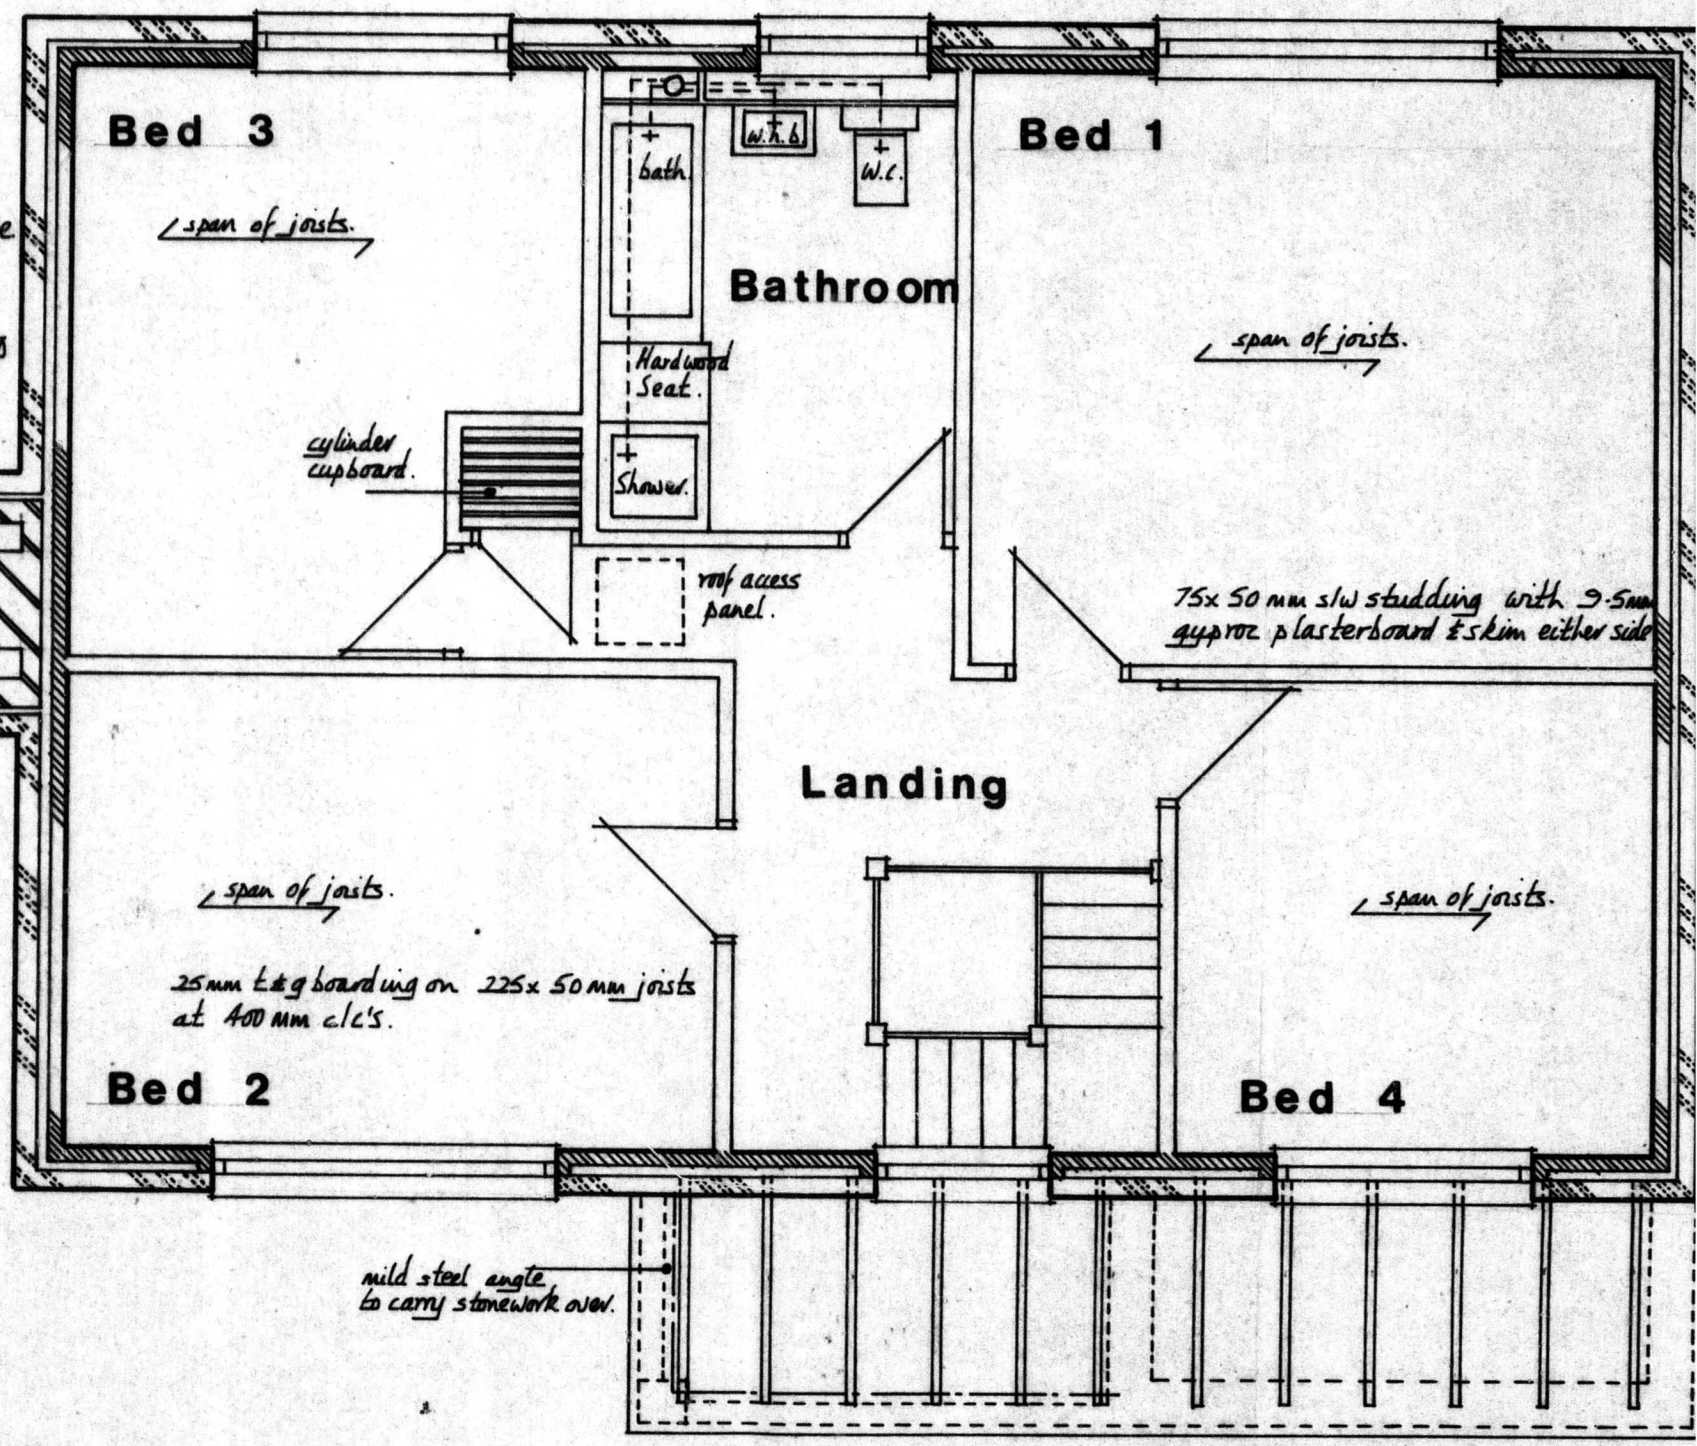 Bed 3
span of joists.
bath.
w.h.b
W.C.
Bathroom
Hardwood
Seat.
Shower.
cylinder
cupboard.
roof access
panel.
Bed 1
span of joists.
75x 50 mm s/w studding with 9.5mm
gyproc plasterboard & skim either side
Landing
span of joists.
25mm t&g boarding on 225x 50mm joists
at 400 mm c/c's.
Bed 2
span of joists.
Bed 4
mild steel angle
to carry stonework over.